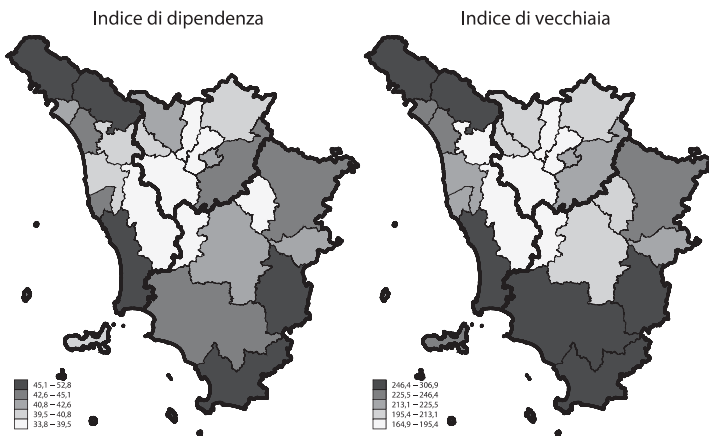 Indice di dipendenza
Indice di vecchiaia
45,1 – 52,8
42,6 – 45,1
40,8 – 42,6
39,5 – 40,8
33,8 – 39,5
246,4 – 306,9
225,5 – 246,4
213,1 – 225,5
195,4 – 213,1
164,9 – 195,4